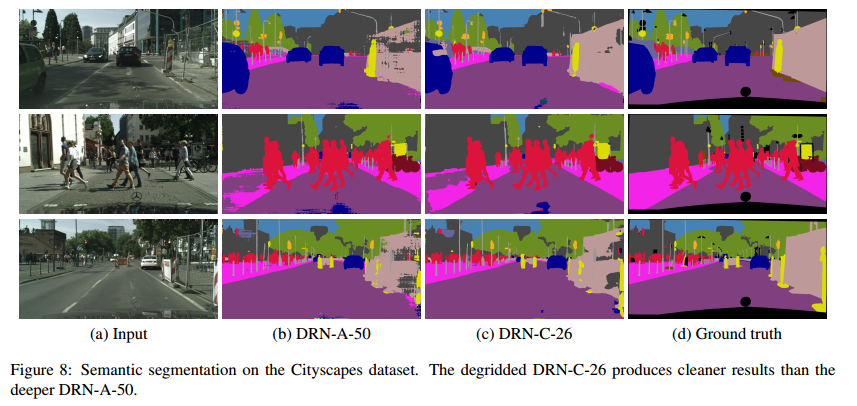 (a) Input
(b) DRN-A-50
(c) DRN-C-26
(d) Ground truth
Figure 8: Semantic segmentation on the Cityscapes dataset. The degridded DRN-C-26 produces cleaner results than the
deeper DRN-A-50.